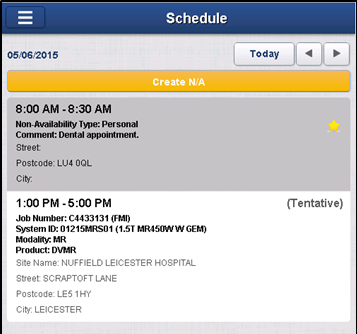 Schedule
05/06/2015
Today
Create N/A
8:00 AM - 8:30 AM
Non-Availability Type: Personal
Comment: Dental appointment.
Street:
Postcode: LU4 0QL
City:
1:00 PM - 5:00 PM (Tentative)
Job Number: C4433131 (FMI)
System ID: 01215MRS01 (1.5T MR450W W GEM)
Modality: MR
Product: DVMR
Site Name: NUFFIELD LEICESTER HOSPITAL
Street: SCRAPTOFT LANE
Postcode: LE5 1HY
City: LEICESTER